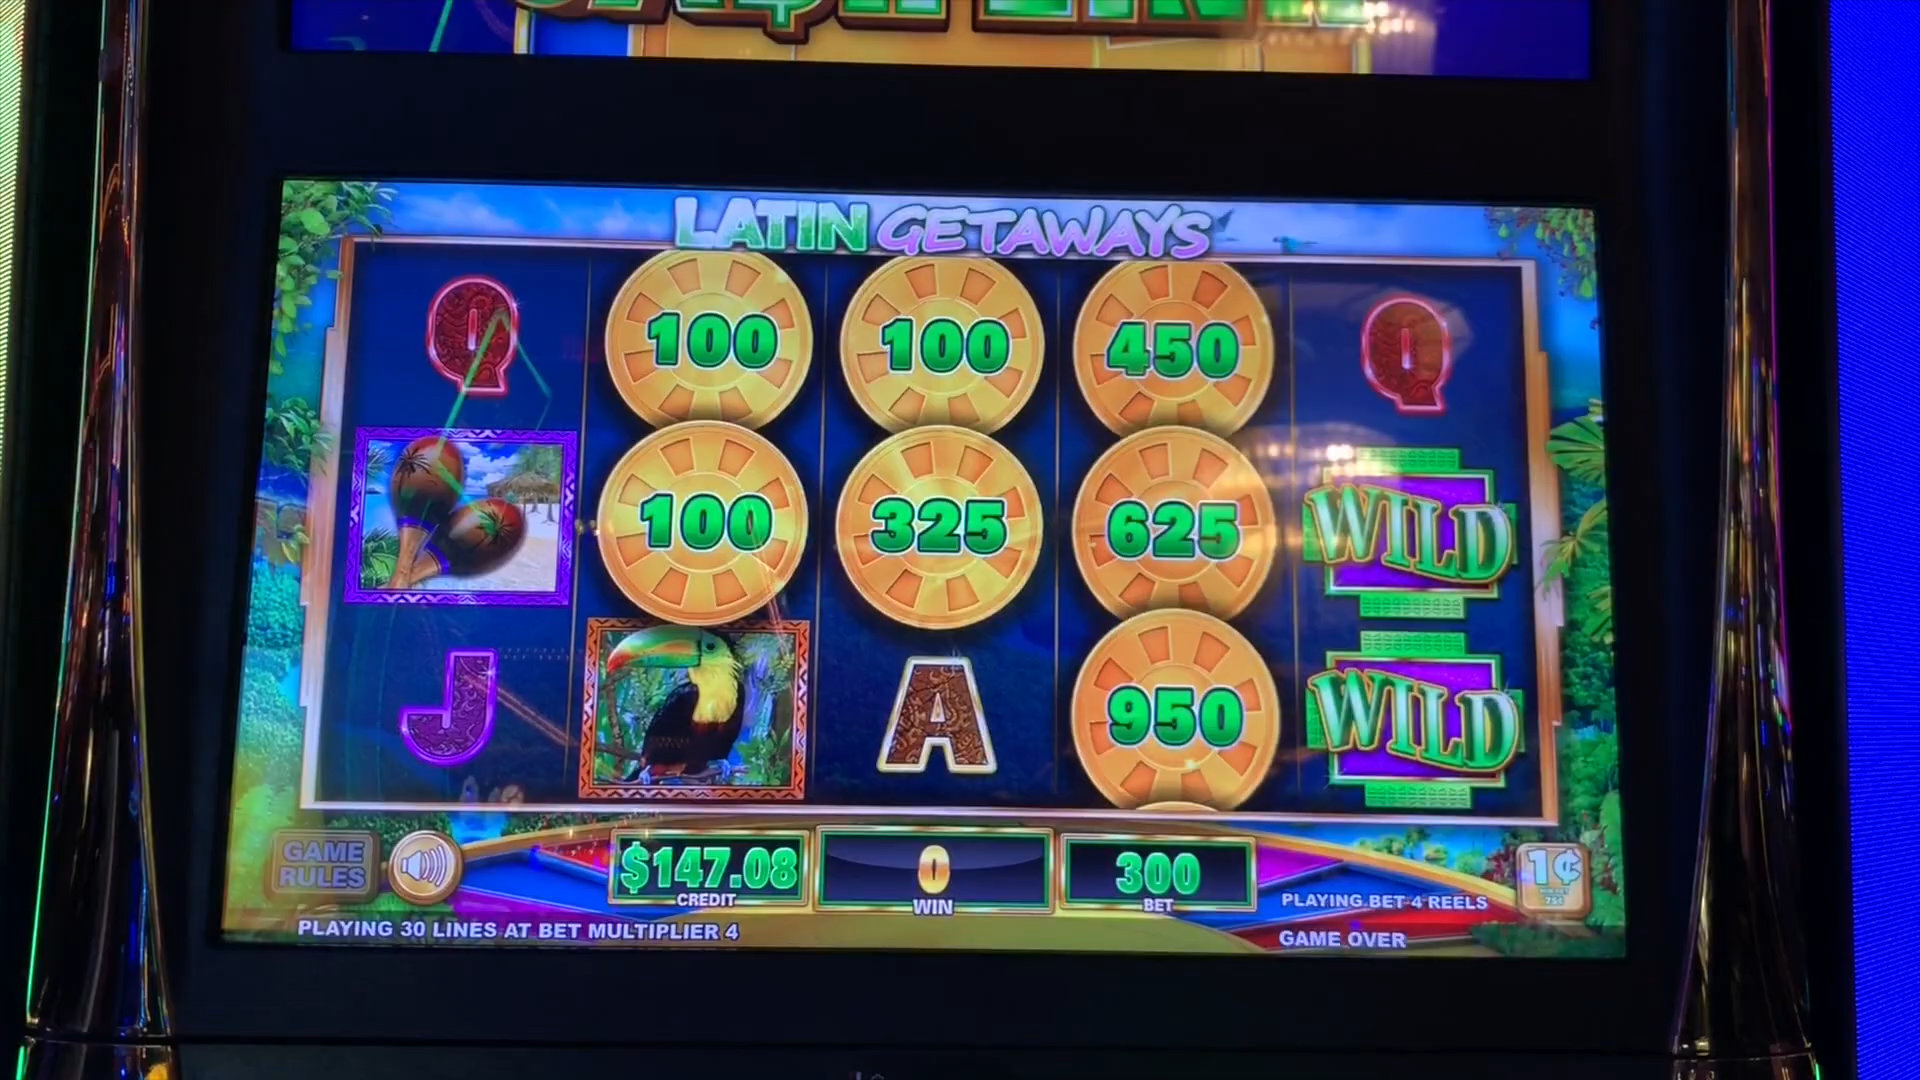 LATIN GETAWAYS
Q 100 100 450 Q
100 325 625 WILD
J A 950 WILD
GAME RULES
$147.08
CREDIT
0
WIN
300
BET
PLAYING BET 4 REELS
1¢
PLAYING 30 LINES AT BET MULTIPLIER 4
GAME OVER